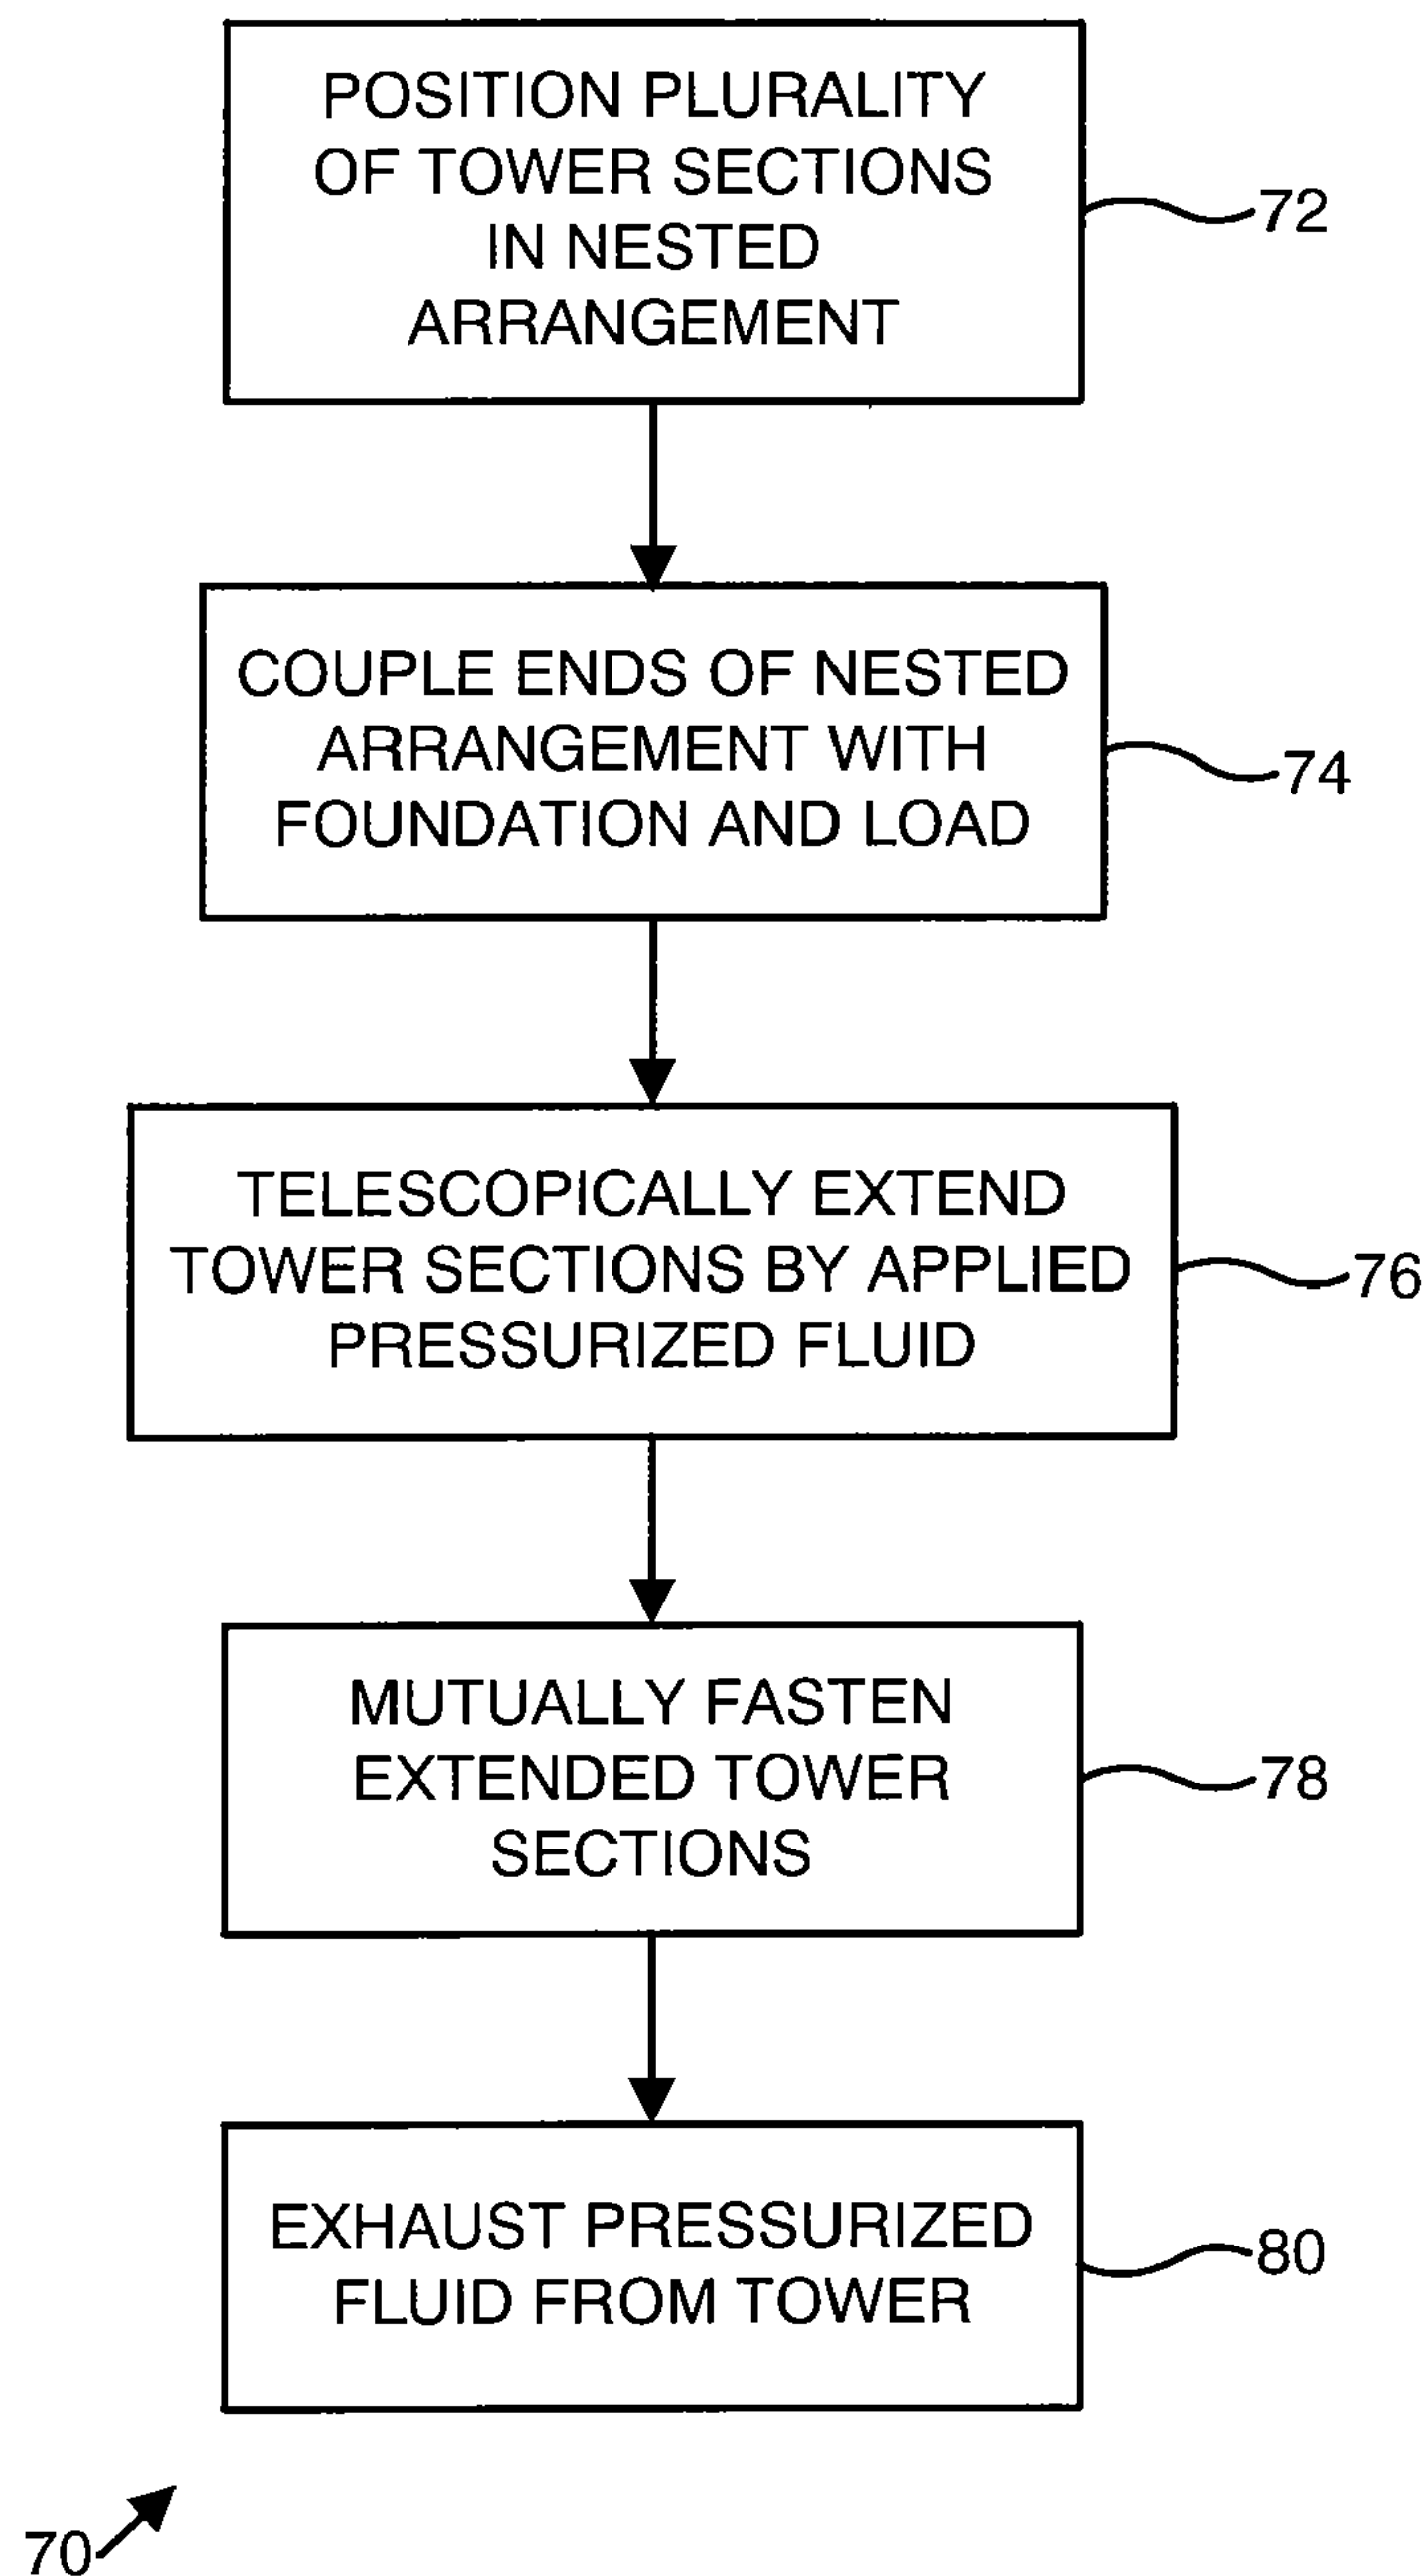 POSITION PLURALITY
OF TOWER SECTIONS
IN NESTED
ARRANGEMENT
72
COUPLE ENDS OF NESTED
ARRANGEMENT WITH
FOUNDATION AND LOAD
74
TELESCOPICALLY EXTEND
TOWER SECTIONS BY APPLIED
PRESSURIZED FLUID
76
MUTUALLY FASTEN
EXTENDED TOWER
SECTIONS
78
EXHAUST PRESSURIZED
FLUID FROM TOWER
80
70